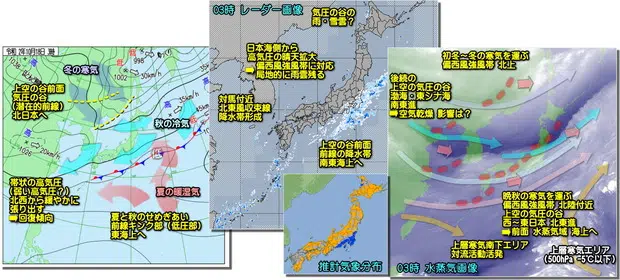 令和2年10月19日 3時
冬の寒気
上空の谷前面
気圧の谷
(潜在的前線)
北日本へ
秋の冷気
1002
1026
20km/h
35km/h
高
帯状の高気圧
(弱い高気圧?)
北西から緩やかに
張り出す
⇒回復傾向
夏の暖湿気
夏と秋のせめぎあい
前線キンク部(低圧部)
東海上へ
03時 レーダー画像
気圧の谷の
雨・雪雲?
日本海側から
高気圧の晴天拡大
偏西風強風帯に対応
局地的に雨雲残る
対馬付近
北東風収束線
降水帯形成
上空の谷前面
前線の降水帯
南東海上へ
推計気象分布
初冬~冬の寒気を運ぶ
偏西風強風帯 北上
後続の
上空の気圧の谷
渤海口東シナ海
南東進
⇒空気乾燥 影響は?
晩秋の寒気を運ぶ
偏西風強風帯 北陸付近
上空の気圧の谷
西~東日本 北東進
⇒前面 水蒸気域 海上へ
上層寒気南下エリア
対流活動活発
上層寒気エリア
(500hPa -5℃以下)
03時 水蒸気画像